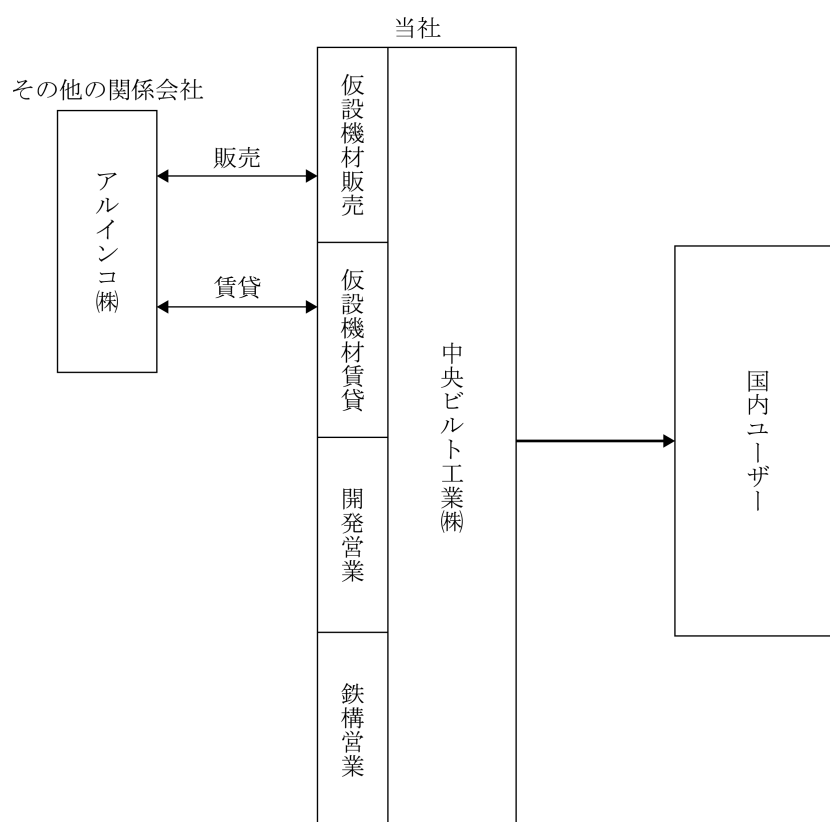 当社
その他の関係会社
アルインコ㈱
販売
賃貸
仮設機材販売
仮設機材賃貸
開発営業
鉄構営業
中央ビルト工業㈱
国内ユーザー